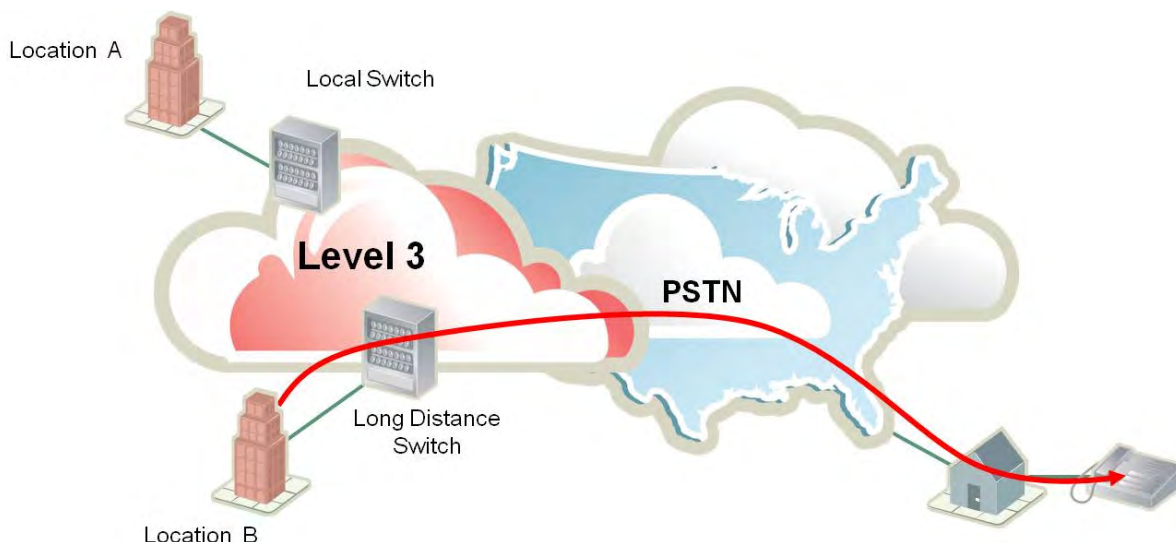 Location A
Local Switch
Level 3
PSTN
Long Distance
Switch
Location B